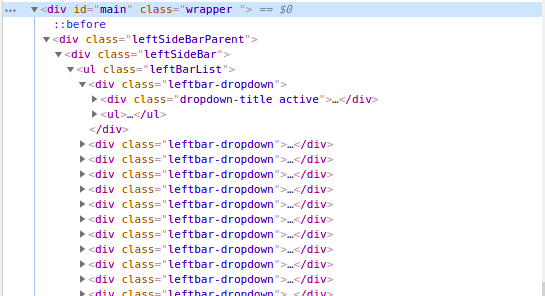 … ▼<div id="main" class="wrapper "> == $0
::before
▼<div class="leftSideBarParent">
▼<div class="leftSideBar">
▼<ul class="leftBarList">
▼<div class="leftbar-dropdown">
▶<div class="dropdown-title active">…</div>
▶<ul>…</ul>
</div>
▶<div class="leftbar-dropdown">…</div>
▶<div class="leftbar-dropdown">…</div>
▶<div class="leftbar-dropdown">…</div>
▶<div class="leftbar-dropdown">…</div>
▶<div class="leftbar-dropdown">…</div>
▶<div class="leftbar-dropdown">…</div>
▶<div class="leftbar-dropdown">…</div>
▶<div class="leftbar-dropdown">…</div>
▶<div class="leftbar-dropdown">…</div>
▶<div class="leftbar-dropdown">…</div>
▶<div class="leftbar-dropdown">…</div>